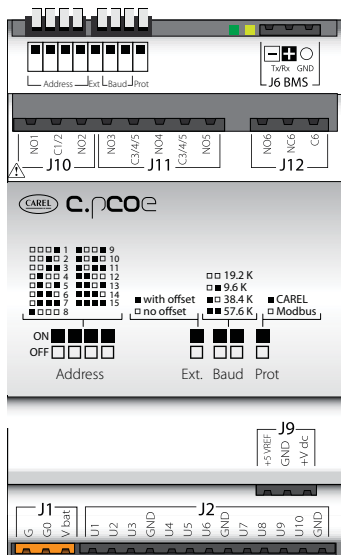 Address Ext Baud Prot
Tx/Rx GND
J6 BMS
NO1 C1/2 NO2 NO3 C3/4/5 NO4 C3/4/5 NO5 NO6 NC6 C6
J10 J11 J12
CAREL c.pCOe
1 9
2 10
3 11
4 12
5 13
6 14
7 15
8
19.2 K
9.6 K
38.4 K
57.6 K
with offset
no offset
CAREL
Modbus
ON
OFF
Address Ext. Baud Prot
J9
+5 VREF GND +V dc
J1 J2
G G0 V bat U1 U2 U3 GND U4 U5 U6 GND U7 U8 U9 U10 GND